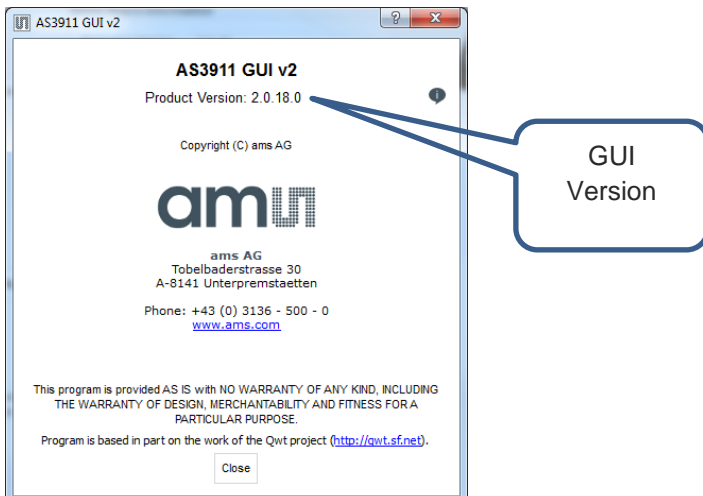 AS3911 GUI v2
AS3911 GUI v2
Product Version: 2.0.18.0
GUI
Version
Copyright (C) ams AG
am
ams AG
Tobelbaderstrasse 30
A-8141 Unterpremstaetten
Phone: +43 (0) 3136 - 500 - 0
www.ams.com
This program is provided AS IS with NO WARRANTY OF ANY KIND, INCLUDING
THE WARRANTY OF DESIGN, MERCHANTABILITY AND FITNESS FOR A
PARTICULAR PURPOSE.
Program is based in part on the work of the Qwt project (http://qwt.sf.net).
Close